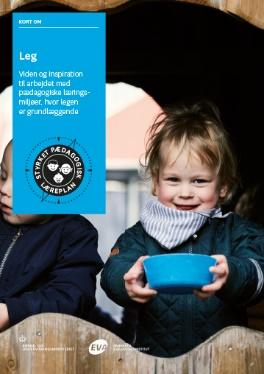 KORT OM
Leg
Viden og inspiration
til arbejdet med
pædagogiske lærings-
miljøer, hvor legen
er grundlæggende
STYRKET PÆDAGOGISK
LÆREPLAN
EVA